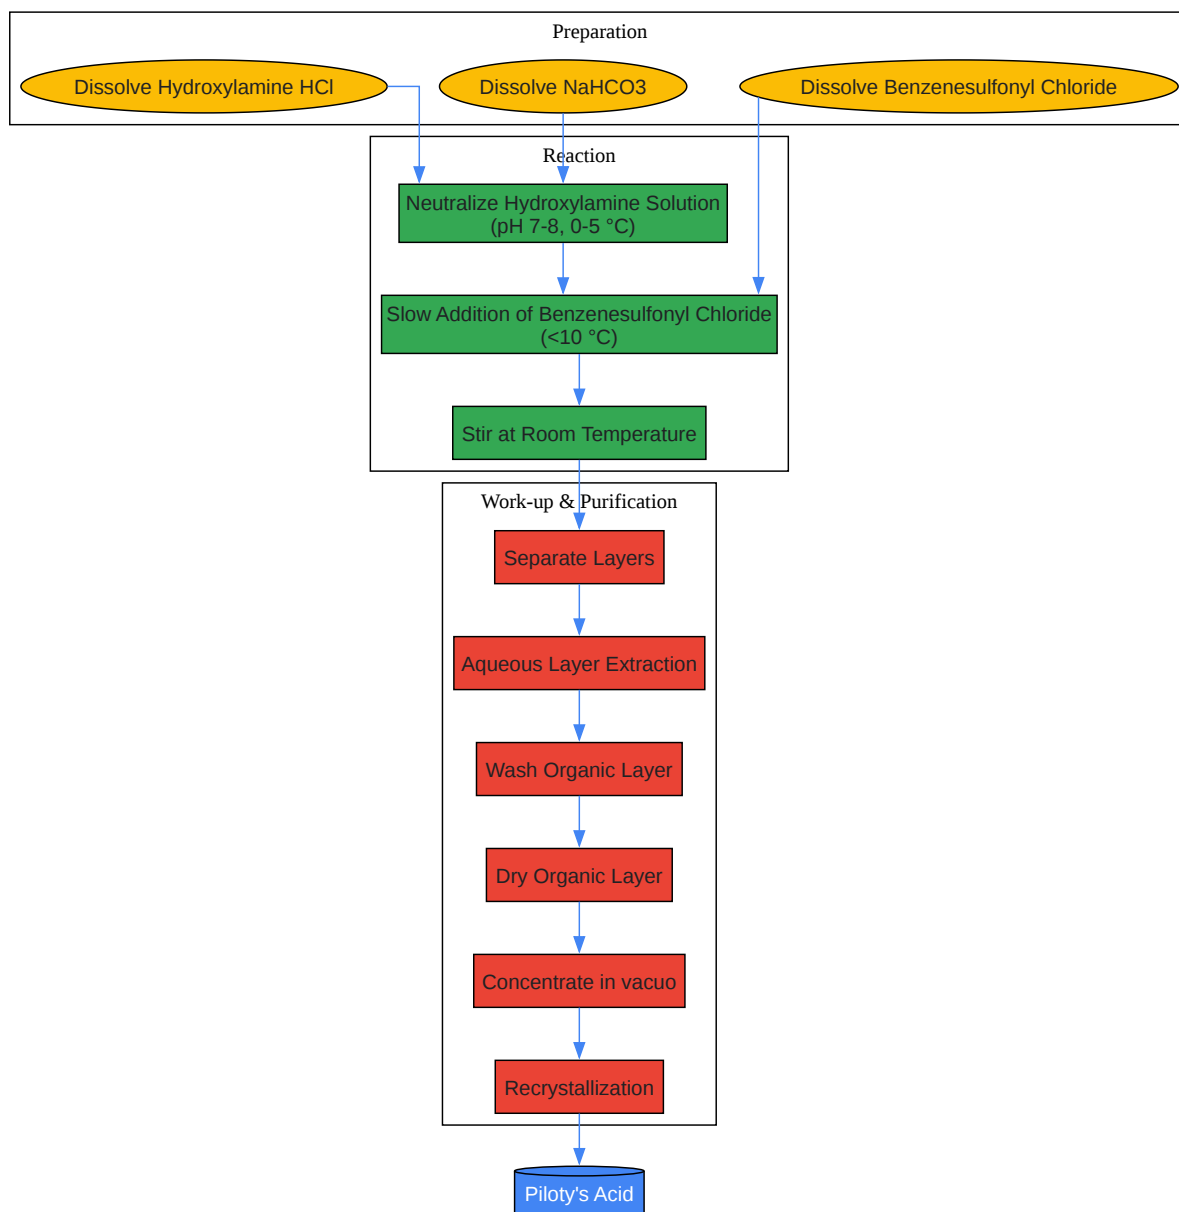 Preparation
Dissolve Hydroxylamine HCl
Dissolve NaHCO3
Dissolve Benzenesulfonyl Chloride
Reaction
Neutralize Hydroxylamine Solution
(pH 7-8, 0-5 °C)
Slow Addition of Benzenesulfonyl Chloride
(<10 °C)
Stir at Room Temperature
Work-up & Purification
Separate Layers
Aqueous Layer Extraction
Wash Organic Layer
Dry Organic Layer
Concentrate in vacuo
Recrystallization
Piloty's Acid